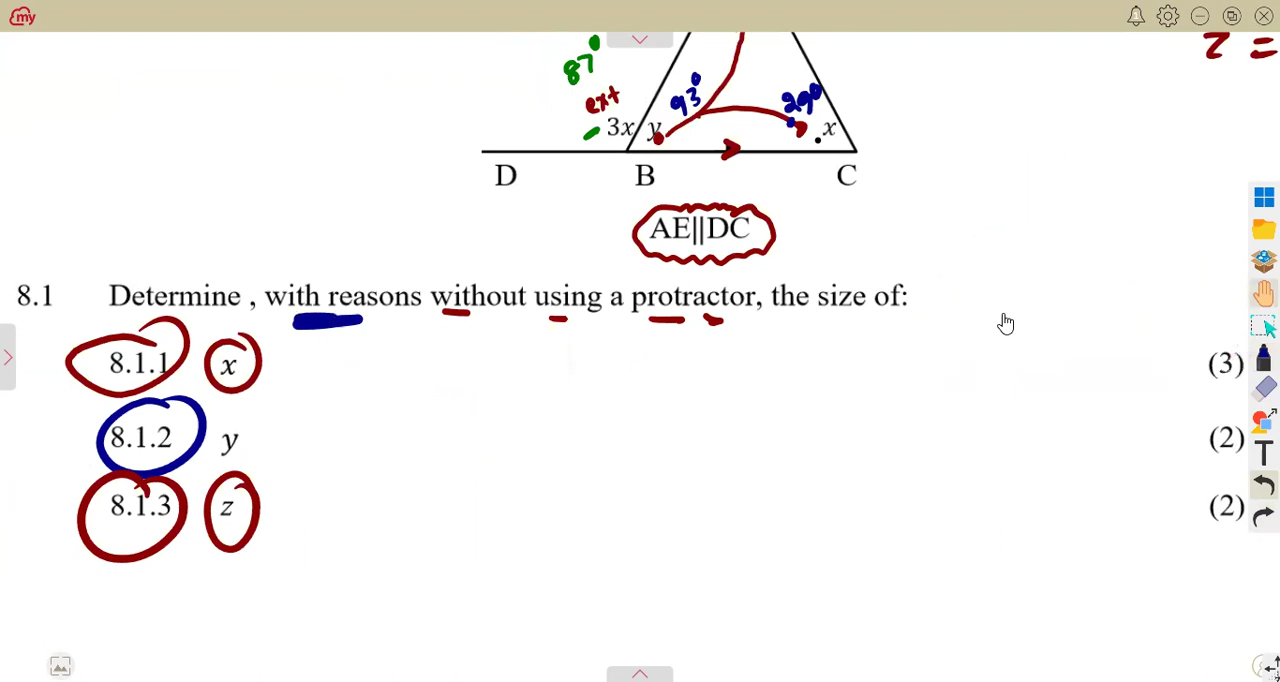 my
z =
87°
ext
93°
29°
3x y x
D B C
AE||DC
8.1 Determine , with reasons without using a protractor, the size of:
8.1.1 x (3)
8.1.2 y (2)
8.1.3 z (2)
T